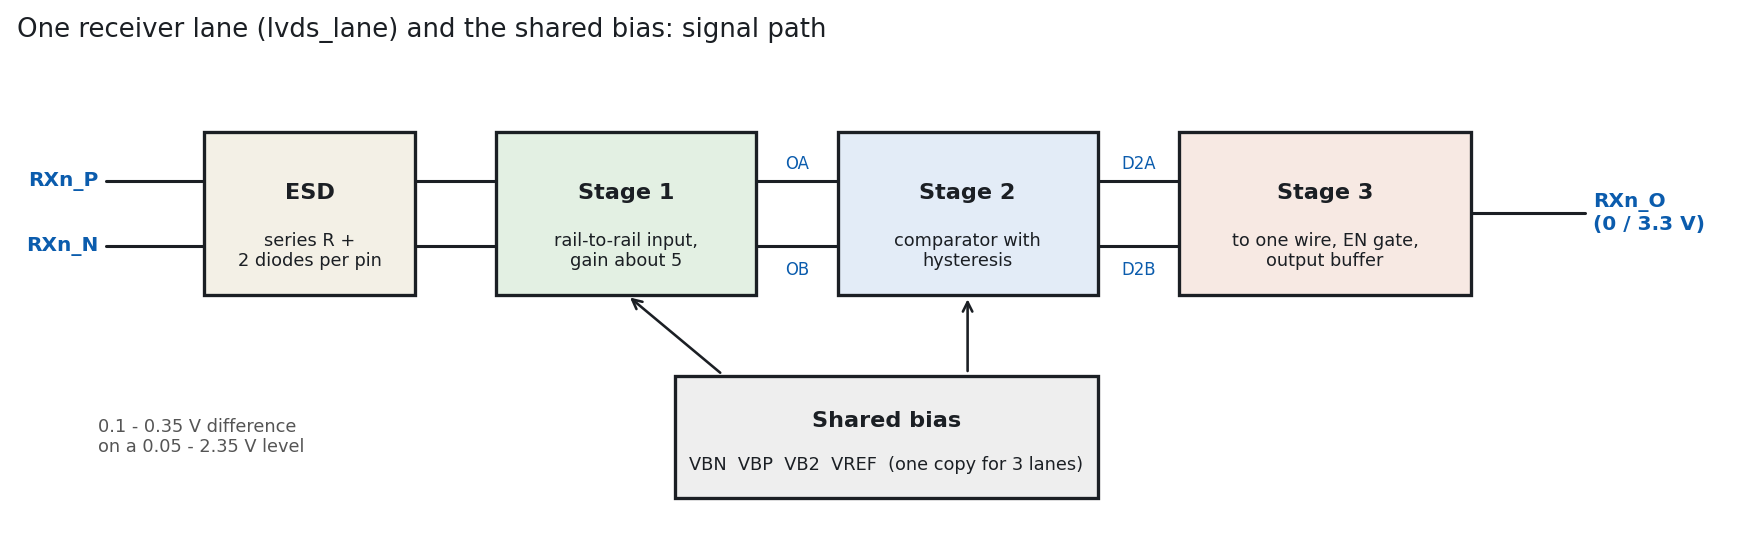 One receiver lane (lvds_lane) and the shared bias: signal path
RXn_P
RXn_N
ESD
series R +
2 diodes per pin
Stage 1
rail-to-rail input,
gain about 5
OA
OB
Stage 2
comparator with
hysteresis
D2A
D2B
Stage 3
to one wire, EN gate,
output buffer
RXn_O
(0 / 3.3 V)
0.1 - 0.35 V difference
on a 0.05 - 2.35 V level
Shared bias
VBN  VBP  VB2  VREF  (one copy for 3 lanes)